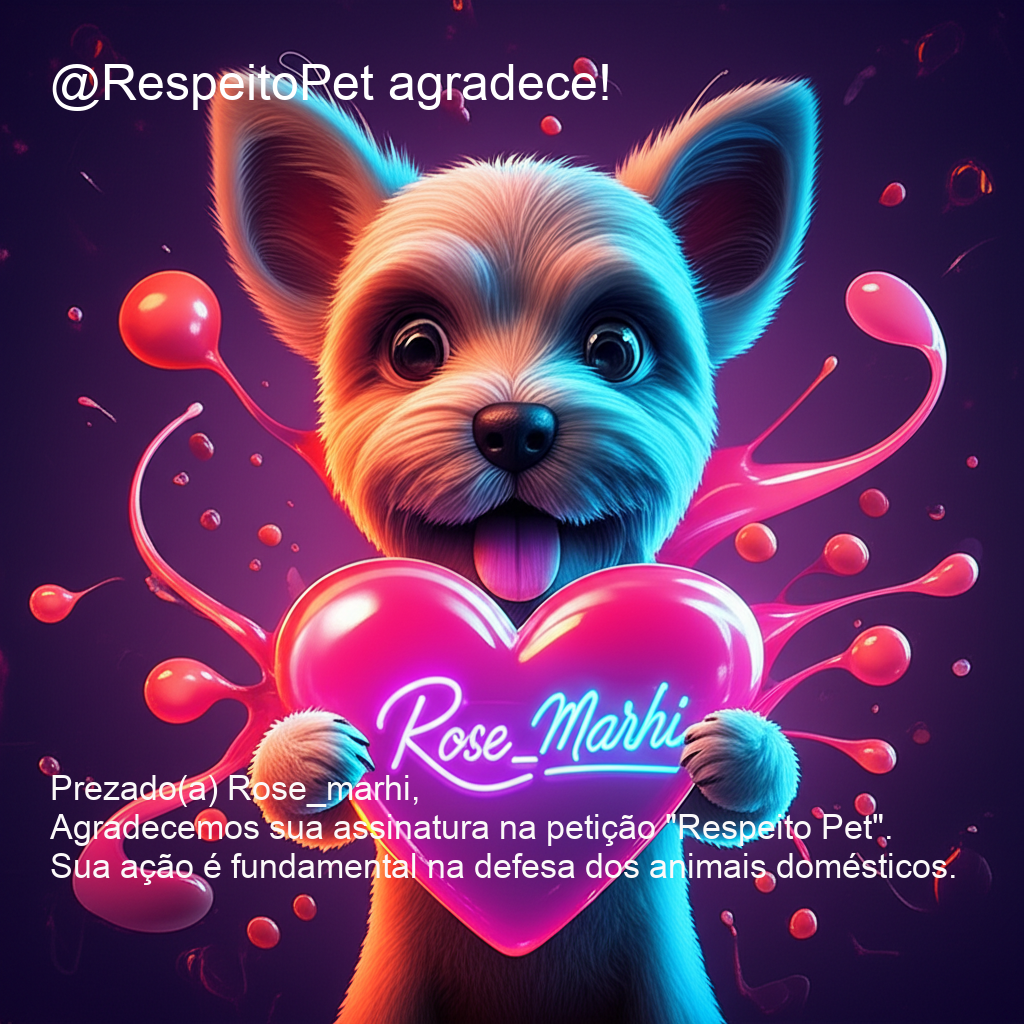 @RespeitoPet agradece!
Rose_Marhi
Prezado(a) Rose_marhi,
Agradecemos sua assinatura na petição "Respeito Pet".
Sua ação é fundamental na defesa dos animais domésticos.